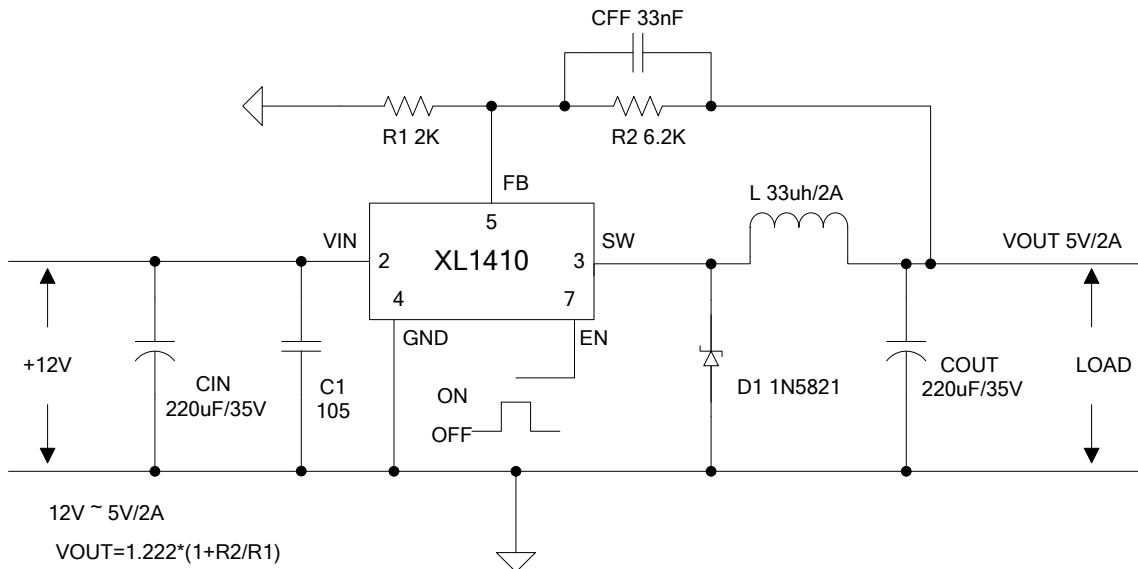 CFF 33nF
R1 2K
R2 6.2K
FB
L 33uh/2A
5
VIN
SW
VOUT 5V/2A
2
XL1410
3
4
7
GND
EN
+12V
CIN
220uF/35V
C1
105
ON
OFF
D1 1N5821
COUT
220uF/35V
LOAD
12V ~ 5V/2A
VOUT=1.222*(1+R2/R1)